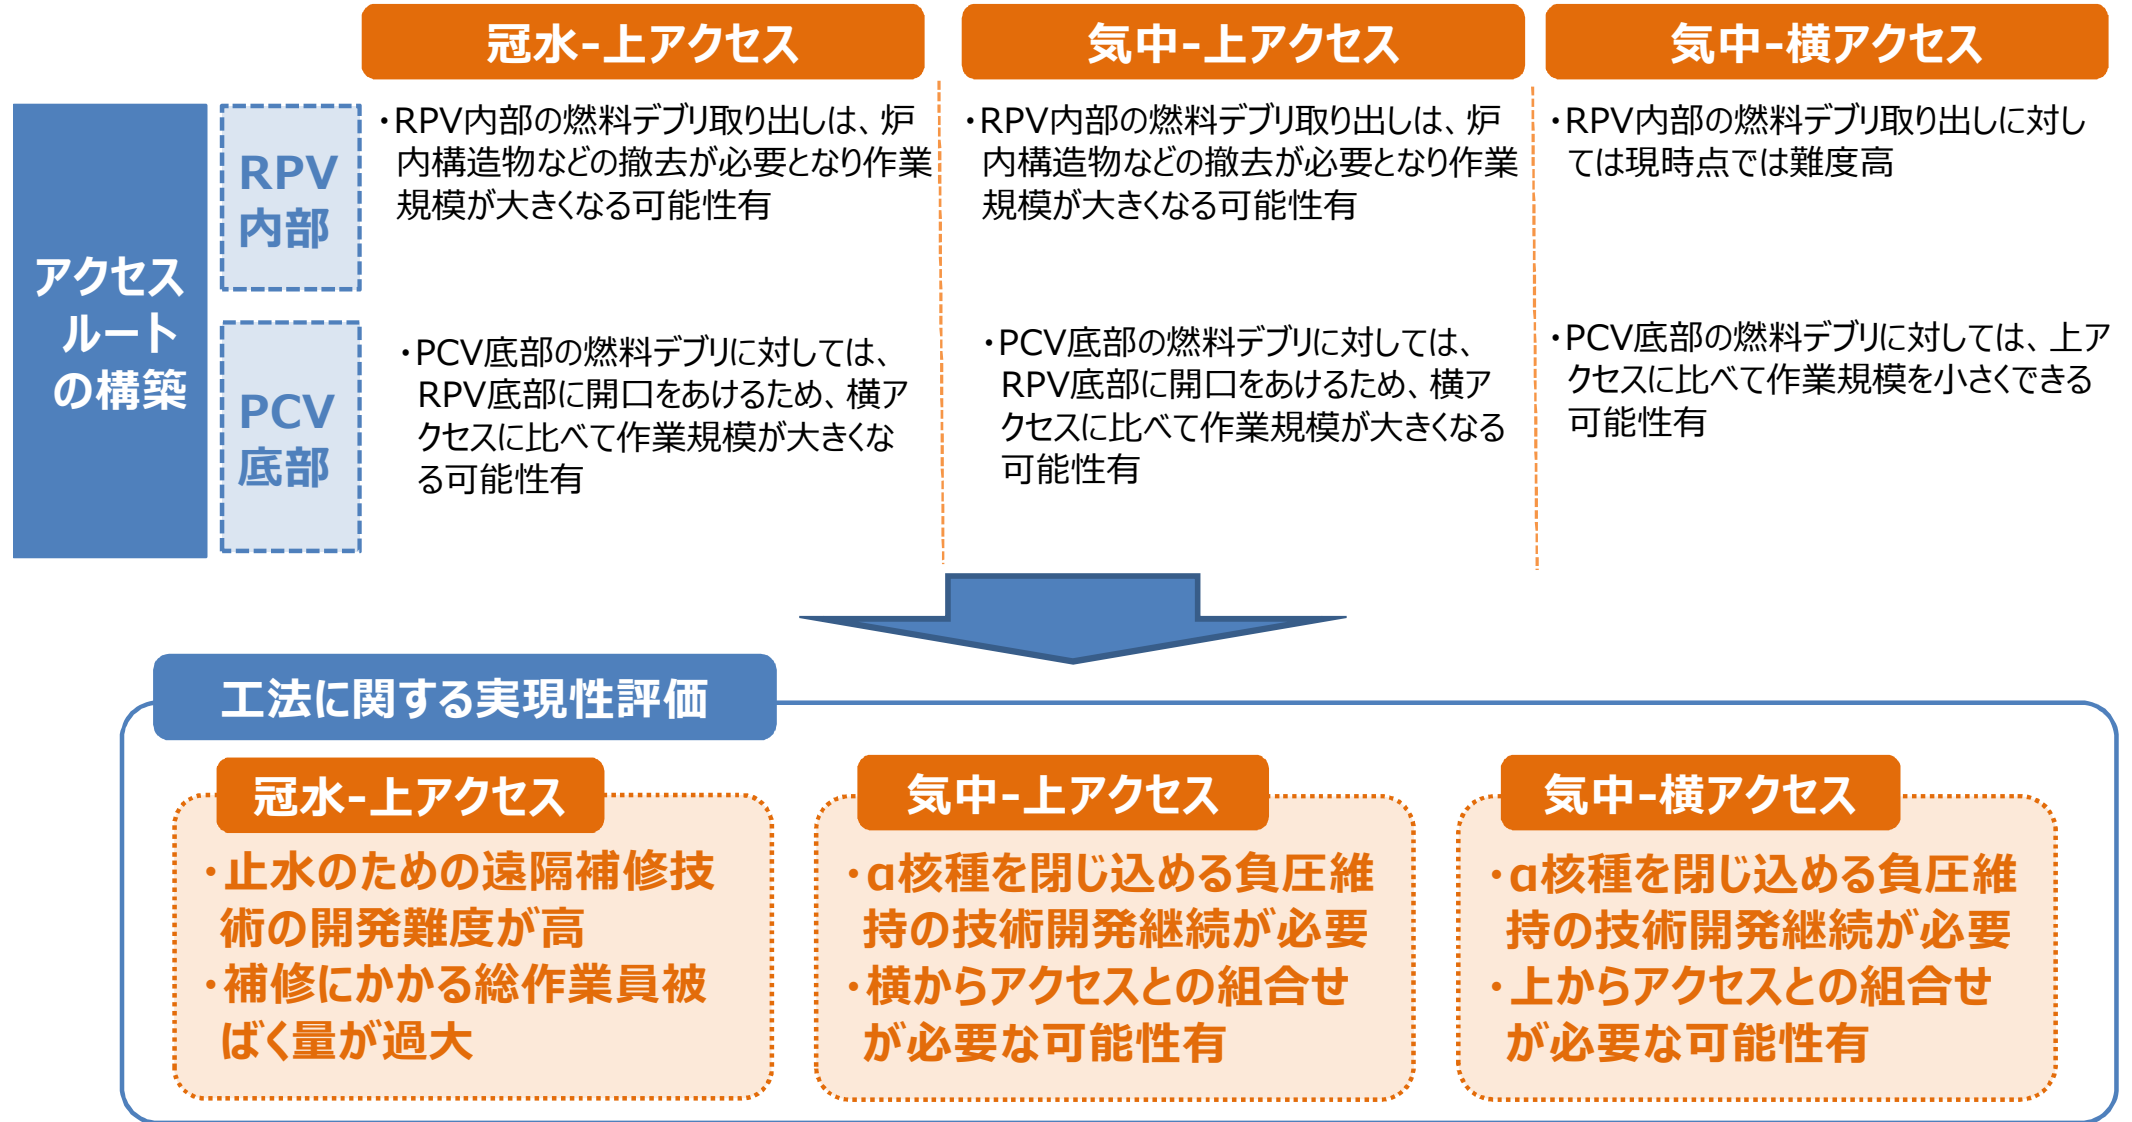 冠水-上アクセス
気中-上アクセス
気中-横アクセス
アクセス
ルート
の構築
RPV
内部
・RPV内部の燃料デブリ取り出しは、炉
内構造物などの撤去が必要となり作業
規模が大きくなる可能性有
・RPV内部の燃料デブリ取り出しは、炉
内構造物などの撤去が必要となり作業
規模が大きくなる可能性有
・RPV内部の燃料デブリ取り出しに対し
ては現時点では難度高
PCV
底部
・PCV底部の燃料デブリに対しては、
RPV底部に開口をあけるため、横ア
クセスに比べて作業規模が大きくな
る可能性有
・PCV底部の燃料デブリに対しては、
RPV底部に開口をあけるため、横ア
クセスに比べて作業規模が大きくなる
可能性有
・PCV底部の燃料デブリに対しては、上ア
クセスに比べて作業規模を小さくできる
可能性有
工法に関する実現性評価
冠水-上アクセス
・止水のための遠隔補修技
術の開発難度が高
・補修にかかる総作業員被
ばく量が過大
気中-上アクセス
・α核種を閉じ込める負圧維
持の技術開発継続が必要
・横からアクセスとの組合せ
が必要な可能性有
気中-横アクセス
・α核種を閉じ込める負圧維
持の技術開発継続が必要
・上からアクセスとの組合せ
が必要な可能性有